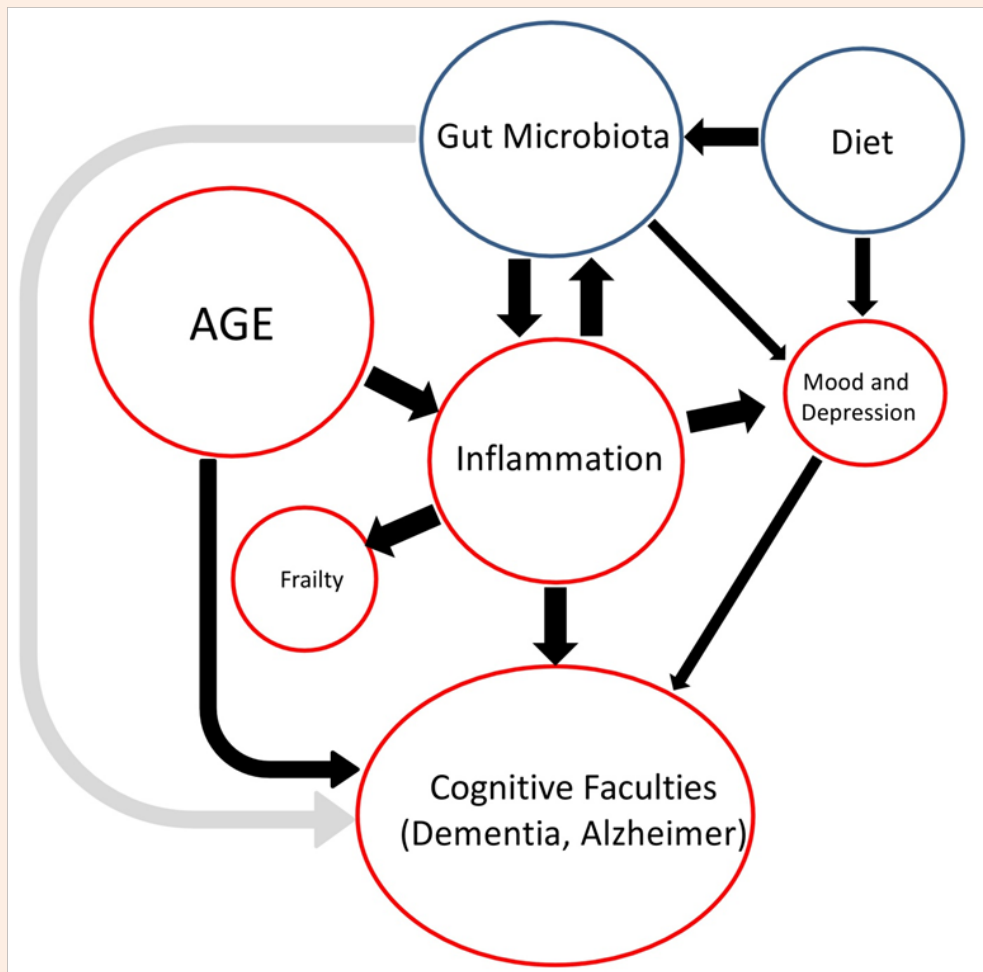 Gut Microbiota
Diet
AGE
Mood and
Depression
Inflammation
Frailty
Cognitive Faculties
(Dementia, Alzheimer)